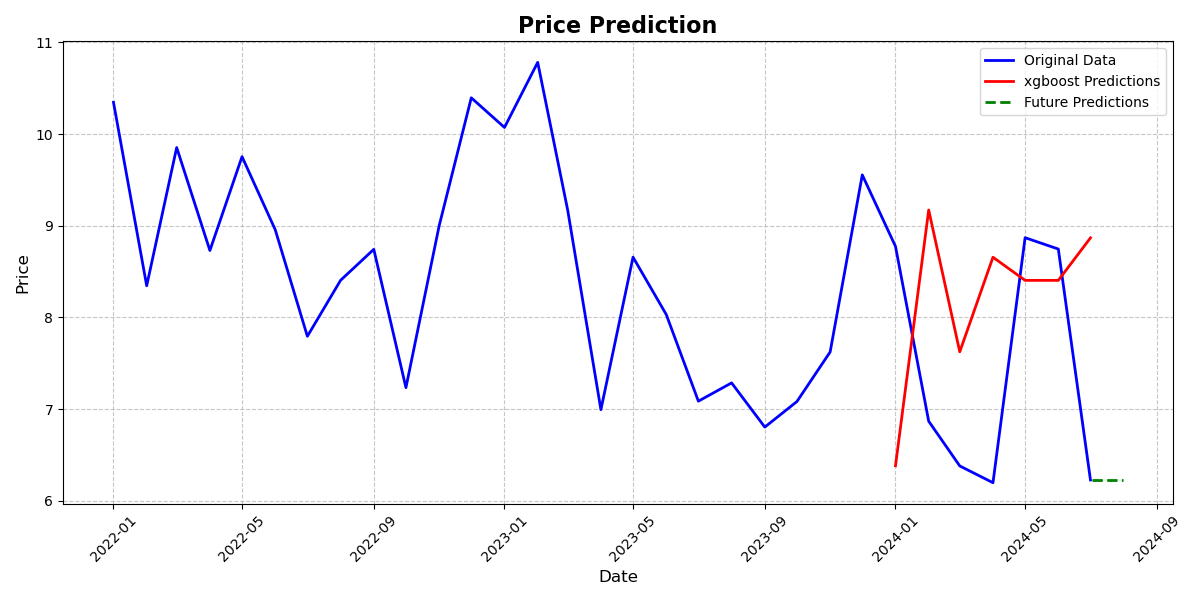 Price Prediction
Original Data
xgboost Predictions
Future Predictions
Price
11
10
9
8
7
6
2022-01
2022-05
2022-09
2023-01
2023-05
2023-09
2024-01
2024-05
2024-09
Date